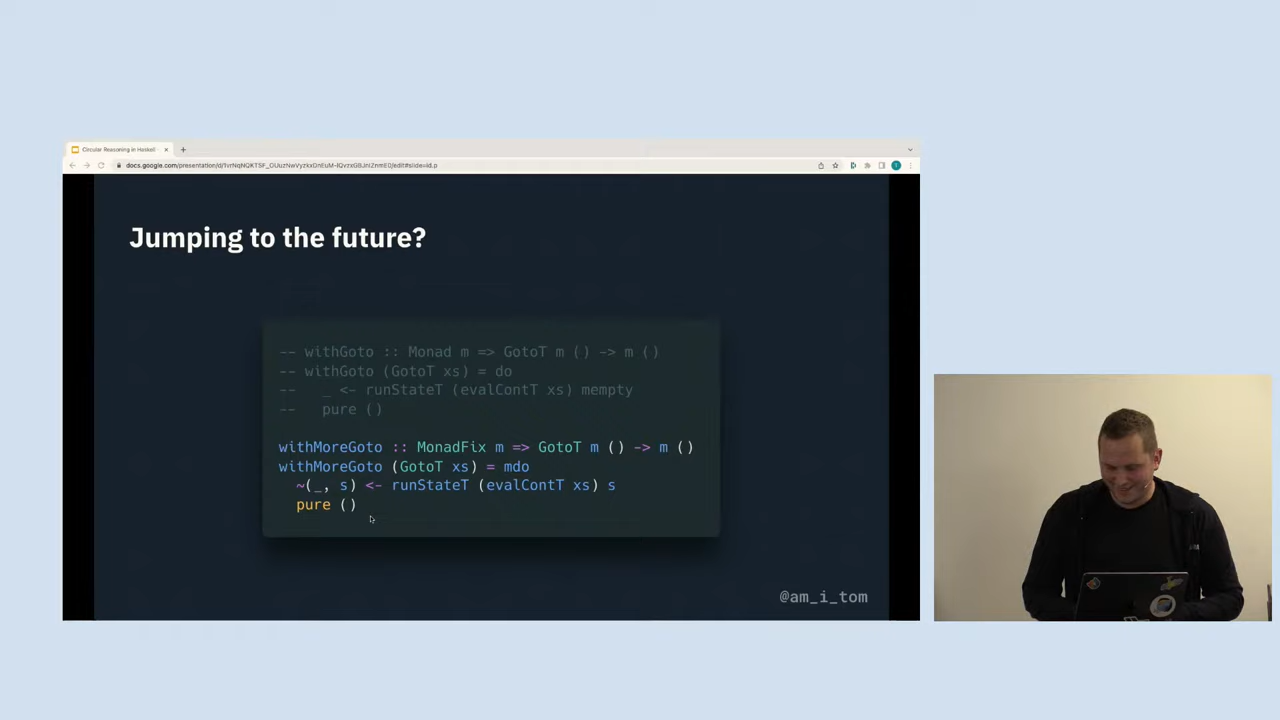 Circular Reasoning in Haskell
Jumping to the future?
-- withGoto :: Monad m => GotoT m () -> m ()
-- withGoto (GotoT xs) = do
--   _ <- runStateT (evalContT xs) mempty
--   pure ()
withMoreGoto :: MonadFix m => GotoT m () -> m ()
withMoreGoto (GotoT xs) = mdo
  ~(_, s) <- runStateT (evalContT xs) s
  pure ()
@am_i_tom